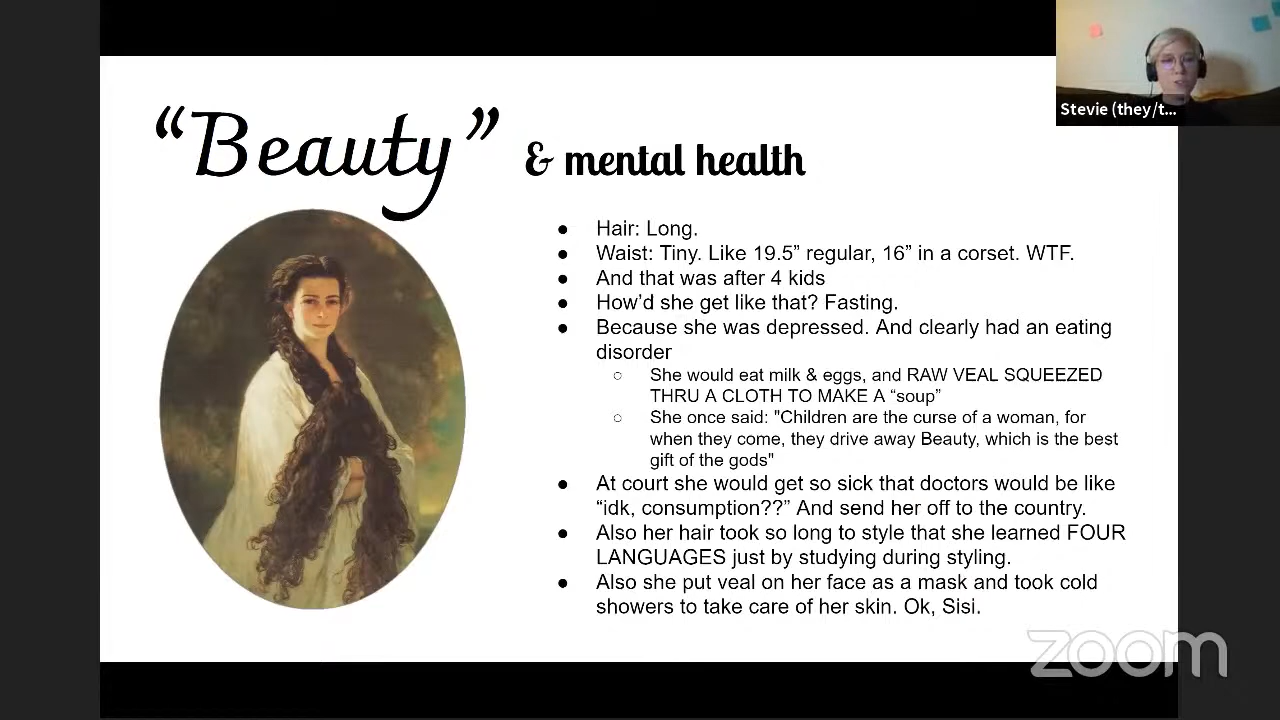 “Beauty” & mental health
Stevie (they/t...
● Hair: Long.
● Waist: Tiny. Like 19.5” regular, 16” in a corset. WTF.
● And that was after 4 kids
● How’d she get like that? Fasting.
● Because she was depressed. And clearly had an eating
disorder
○ She would eat milk & eggs, and RAW VEAL SQUEEZED
THRU A CLOTH TO MAKE A “soup”
○ She once said: "Children are the curse of a woman, for
when they come, they drive away Beauty, which is the best
gift of the gods"
● At court she would get so sick that doctors would be like
“idk, consumption??” And send her off to the country.
● Also her hair took so long to style that she learned FOUR
LANGUAGES just by studying during styling.
● Also she put veal on her face as a mask and took cold
showers to take care of her skin. Ok, Sisi.
zoom